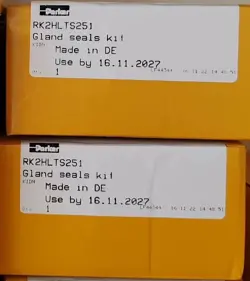 Parker
RK2HLTS251
Gland seals kit
Made in DE
Use by 16.11.2027
1
Parker
RK2HLTS251
Gland seals kit
Made in DE
Use by 16.11.2027
1